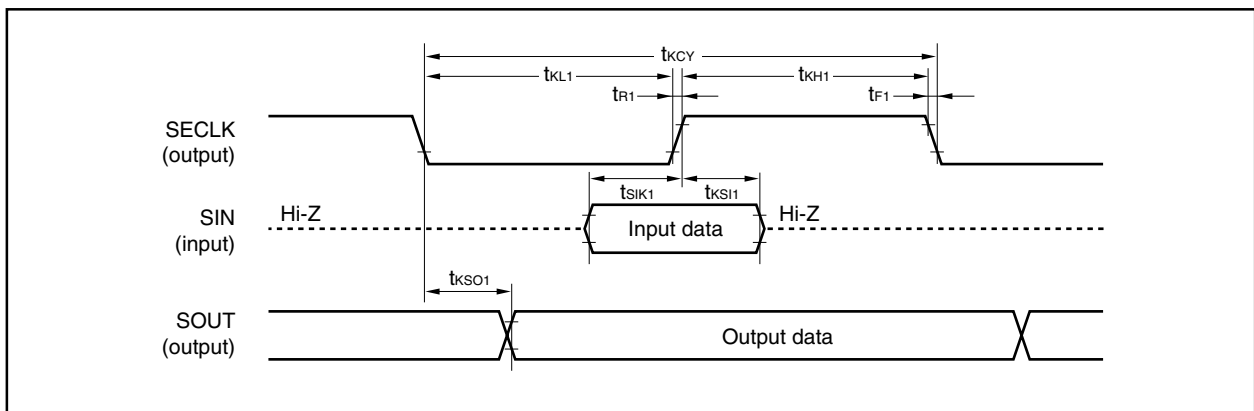 tKCY
tKL1
tKH1
tR1
tF1
SECLK
(output)
tSIK1
tKSI1
SIN
(input)
Hi-Z
Input data
Hi-Z
tKSO1
SOUT
(output)
Output data